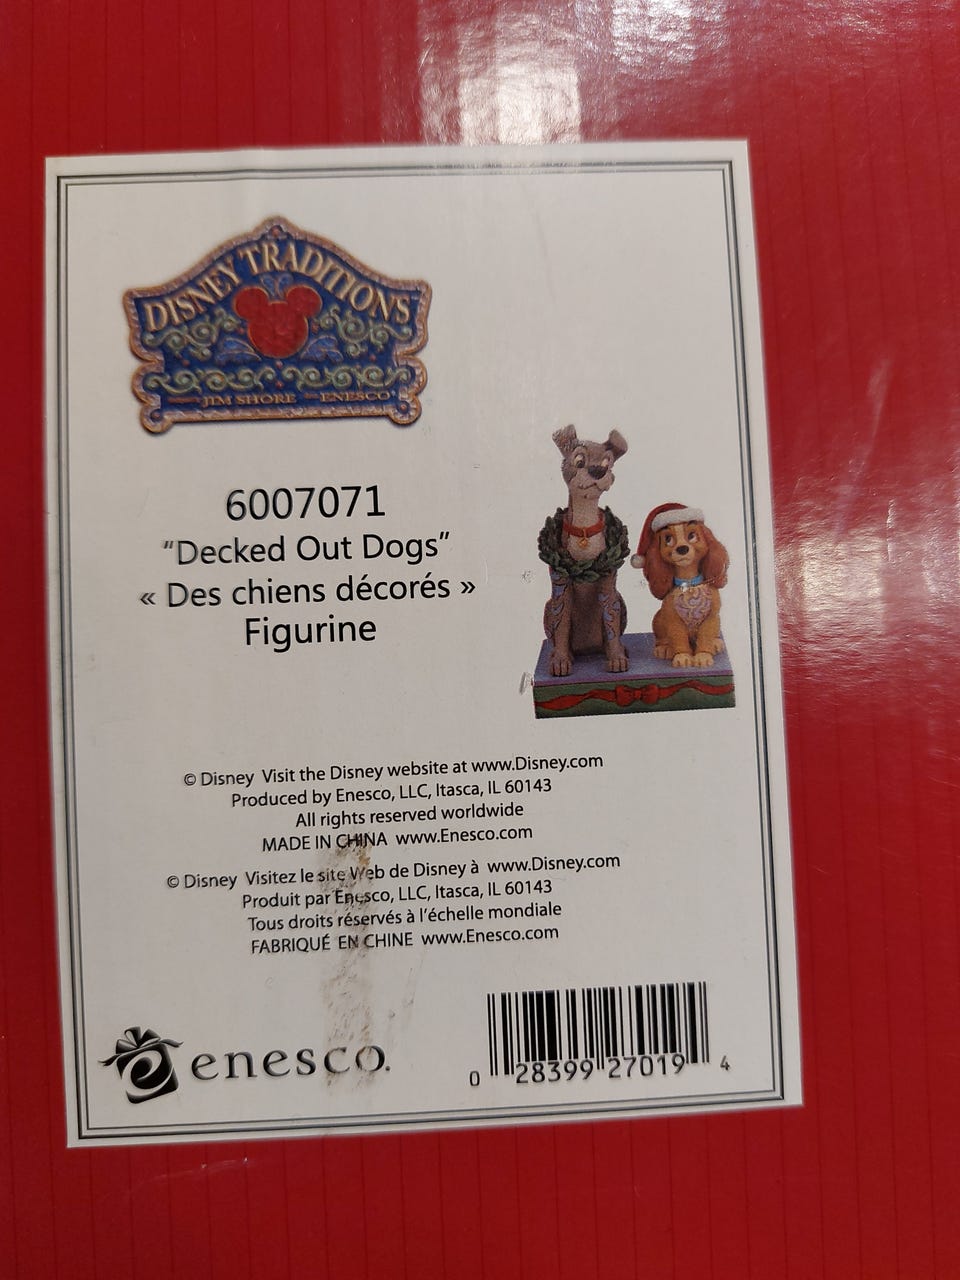 DISNEY TRADITIONS
JIM SHORE ENESCO
6007071
“Decked Out Dogs”
« Des chiens décorés »
Figurine
© Disney Visit the Disney website at www.Disney.com
Produced by Enesco, LLC, Itasca, IL 60143
All rights reserved worldwide
MADE IN CHINA www.Enesco.com
© Disney Visitez le site Web de Disney à www.Disney.com
Produit par Enesco, LLC, Itasca, IL 60143
Tous droits réservés à l’échelle mondiale
FABRIQUÉ EN CHINE www.Enesco.com
enesco.
0 28399 27019 4